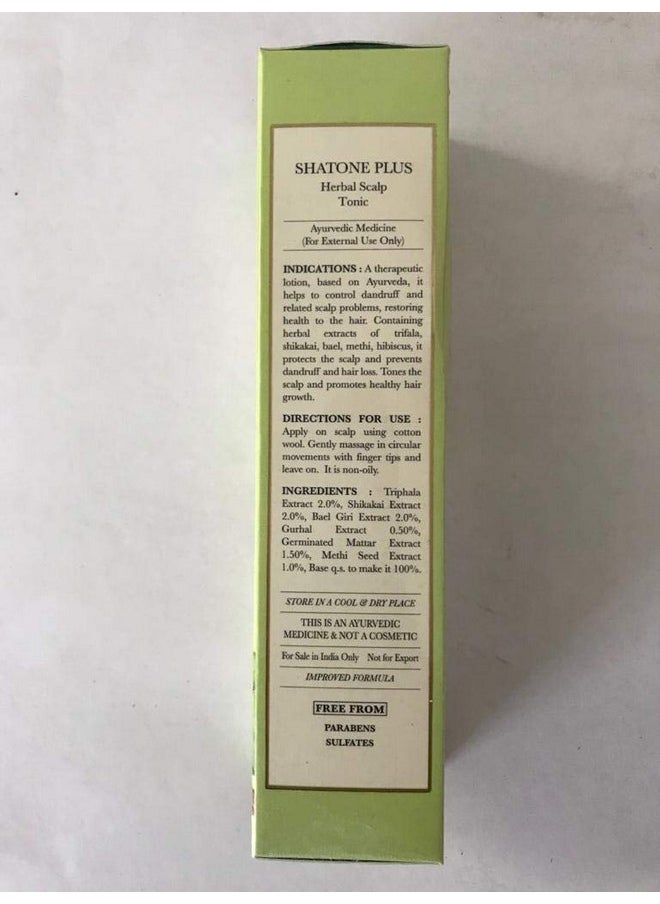 SHATONE PLUS
Herbal Scalp
Tonic
Ayurvedic Medicine
(For External Use Only)
INDICATIONS : A therapeutic
lotion, based on Ayurveda, it
helps to control dandruff and
related scalp problems, restoring
health to the hair. Containing
herbal extracts of trifala,
shikakai, bael, methi, hibiscus, it
protects the scalp and prevents
dandruff and hair loss. Tones the
scalp and promotes healthy hair
growth.
DIRECTIONS FOR USE :
Apply on scalp using cotton
wool. Gently massage in circular
movements with finger tips and
leave on. It is non-oily.
INGREDIENTS : Triphala
Extract 2.0%, Shikakai Extract
2.0%, Bael Giri Extract 2.0%,
Gurhal Extract 0.50%,
Germinated Mattar Extract
1.50%, Methi Seed Extract
1.0%, Base q.s. to make it 100%.
STORE IN A COOL & DRY PLACE
THIS IS AN AYURVEDIC
MEDICINE & NOT A COSMETIC
For Sale in India Only Not for Export
IMPROVED FORMULA
FREE FROM
PARABENS
SULFATES